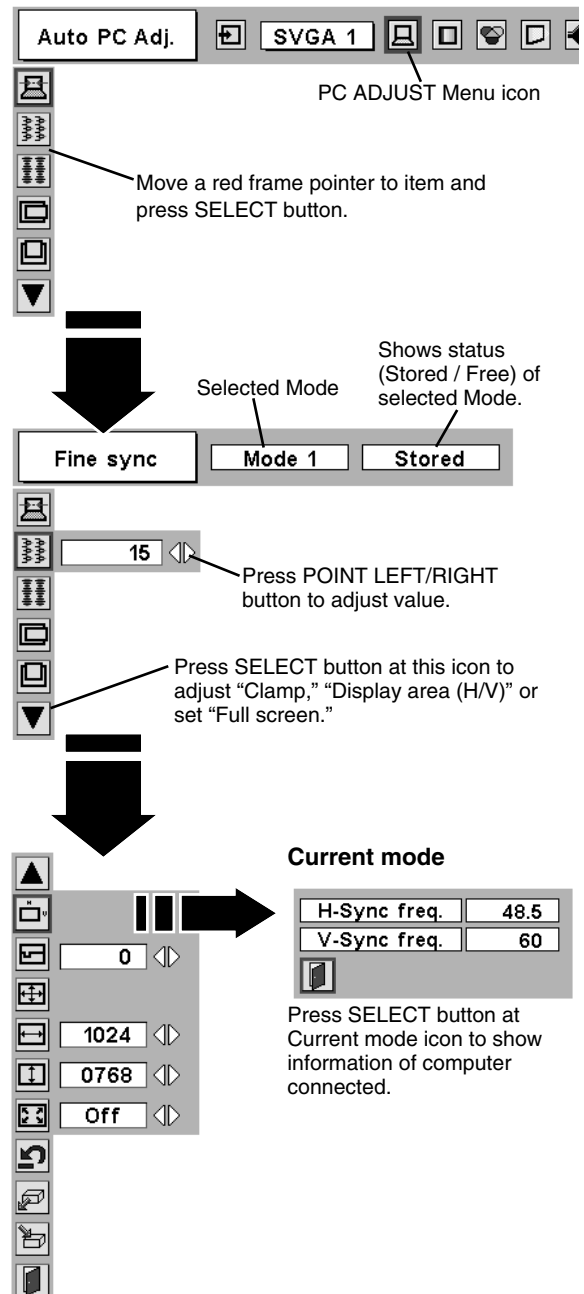 Auto PC Adj.
SVGA 1
PC ADJUST Menu icon
Move a red frame pointer to item and
press SELECT button.
Shows status
(Stored / Free) of
selected Mode.
Selected Mode
Fine sync
Mode 1
Stored
15
Press POINT LEFT/RIGHT
button to adjust value.
Press SELECT button at this icon to
adjust “Clamp,” “Display area (H/V)” or
set “Full screen.”
Current mode
H
V
H-Sync freq. 48.5
V-Sync freq. 60
0
1024
0768
Off
Press SELECT button at
Current mode icon to show
information of computer
connected.